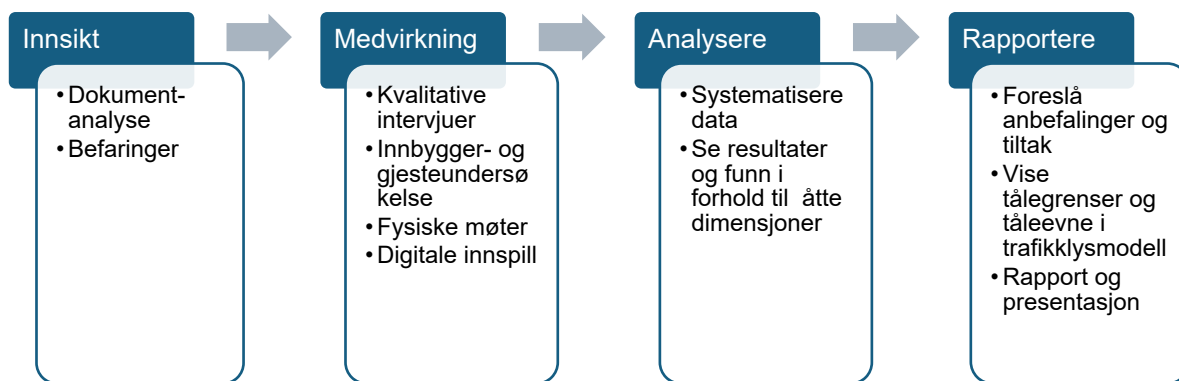 Innsikt
• Dokument-
analyse
• Befaringer
Medvirkning
• Kvalitative
intervjuer
• Innbygger- og
gjesteundersø
kelse
• Fysiske møter
• Digitale innspill
Analysere
• Systematisere
data
• Se resultater
og funn i
forhold til  åtte
dimensjoner
Rapportere
• Foreslå
anbefalinger og
tiltak
• Vise
tålegrenser og
tåleevne i
trafikklysmodell
• Rapport og
presentasjon